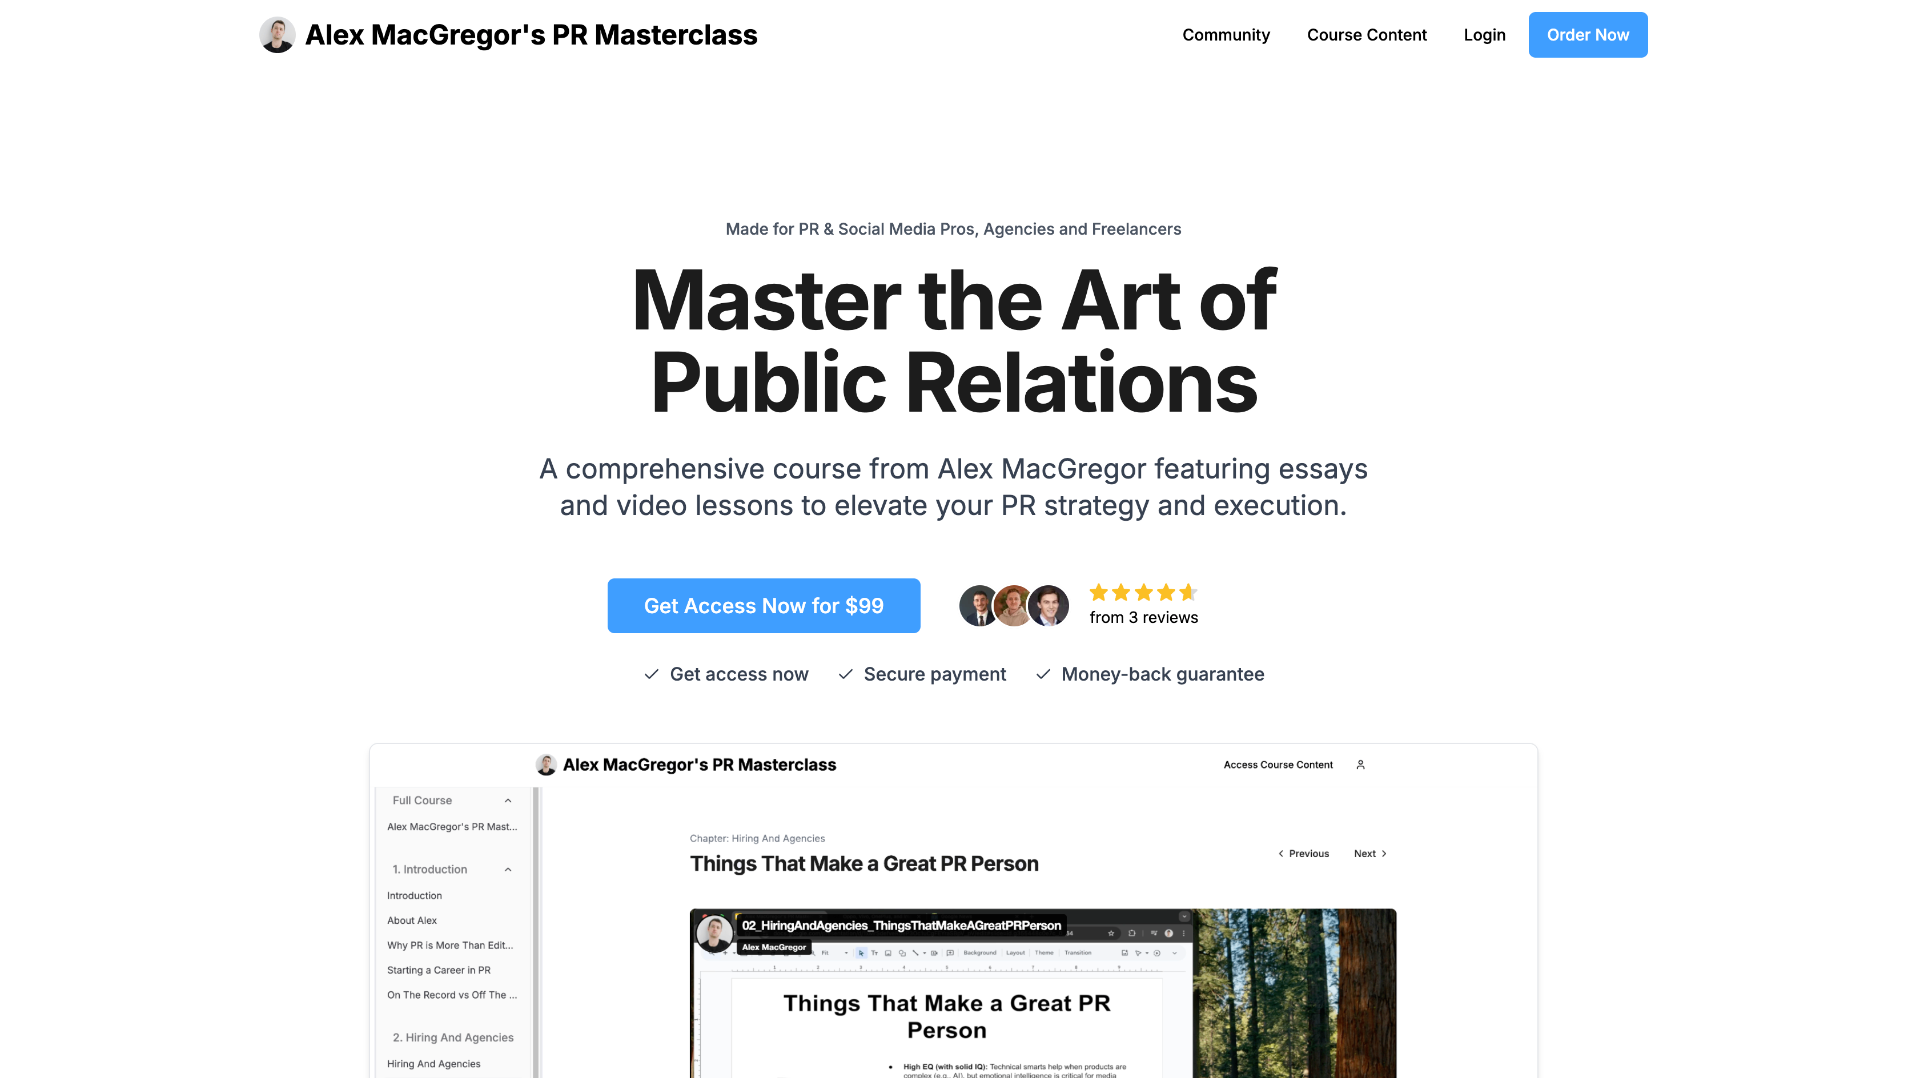 Alex MacGregor's PR Masterclass
Community
Course Content
Login
Order Now
Made for PR & Social Media Pros, Agencies and Freelancers
Master the Art of
Public Relations
A comprehensive course from Alex MacGregor featuring essays
and video lessons to elevate your PR strategy and execution.
Get Access Now for $99
from 3 reviews
Get access now
Secure payment
Money-back guarantee
Alex MacGregor's PR Masterclass
Access Course Content
Full Course
Alex MacGregor's PR Mast...
1. Introduction
Introduction
About Alex
Why PR is More Than Edit...
Starting a Career in PR
On The Record vs Off The ...
2. Hiring And Agencies
Hiring And Agencies
Chapter: Hiring And Agencies
Things That Make a Great PR Person
Previous
Next
02_HiringAndAgencies_ThingsThatMakeAGreatPRPerson
Alex MacGregor
Fit
Background
Layout
Theme
Transition
Things That Make a Great PR
Person
High EQ (with solid IQ): Technical smarts help when products are
complex (e.g., AI), but emotional intelligence is critical for media